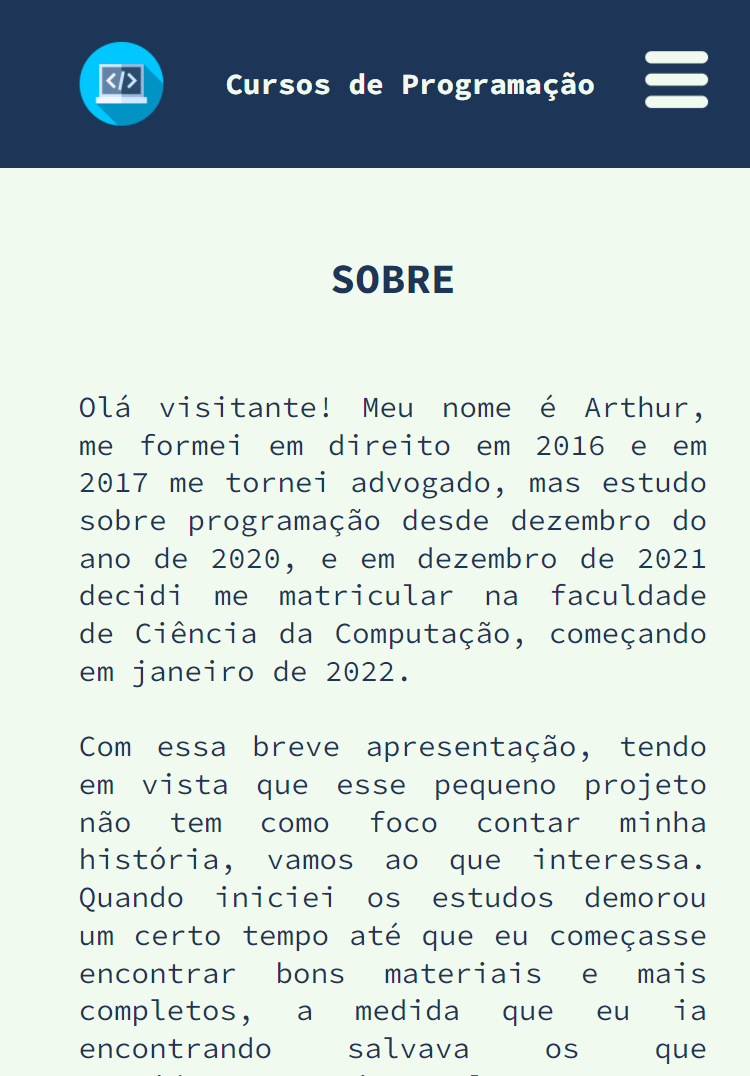 </>
Cursos de Programação
SOBRE
Olá visitante! Meu nome é Arthur,
me formei em direito em 2016 e em
2017 me tornei advogado, mas estudo
sobre programação desde dezembro do
ano de 2020, e em dezembro de 2021
decidi me matricular na faculdade
de Ciência da Computação, começando
em janeiro de 2022.
Com essa breve apresentação, tendo
em vista que esse pequeno projeto
não tem como foco contar minha
história, vamos ao que interessa.
Quando iniciei os estudos demorou
um certo tempo até que eu começasse
encontrar bons materiais e mais
completos, a medida que eu ia
encontrando salvava os que